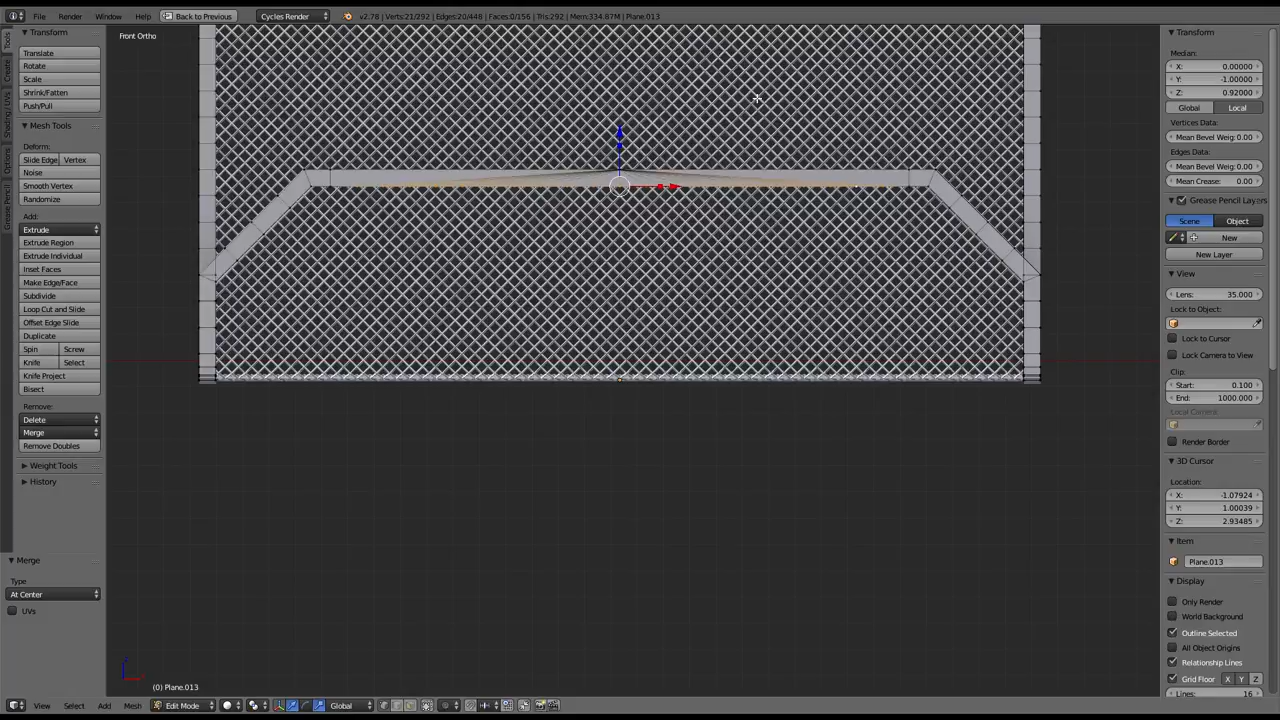 File
Render
Window
Help
Back to Previous
Cycles Render
v2.78 | Verts:21/292 | Edges:20/448 | Faces:0/156 | Tris:292 | Mem:334.87M | Plane.013
Tools
Create
Shading / UVs
Options
Grease Pencil
Transform
Translate
Rotate
Scale
Shrink/Fatten
Push/Pull
Mesh Tools
Deform:
Slide Edge
Vertex
Noise
Smooth Vertex
Randomize
Add:
Extrude
Extrude Region
Extrude Individual
Inset Faces
Make Edge/Face
Subdivide
Loop Cut and Slide
Offset Edge Slide
Duplicate
Spin
Screw
Knife
Select
Knife Project
Bisect
Remove:
Delete
Merge
Remove Doubles
Weight Tools
History
Merge
Type
At Center
UVs
Front Ortho
(0) Plane.013
Transform
Median:
X: 0.00000
Y: -1.00000
Z: 0.92000
Global
Local
Vertices Data:
Mean Bevel Weig: 0.00
Edges Data:
Mean Bevel Weig: 0.00
Mean Crease: 0.00
Grease Pencil Layers
Scene
Object
New
New Layer
View
Lens: 35.000
Lock to Object:
Lock to Cursor
Lock Camera to View
Clip:
Start: 0.100
End: 1000.000
Local Camera:
Render Border
3D Cursor
Location:
X: -1.07924
Y: 1.00039
Z: 2.93485
Item
Plane.013
Display
Only Render
World Background
Outline Selected
All Object Origins
Relationship Lines
Grid Floor
X
Y
Z
Lines: 16
View
Select
Add
Mesh
Edit Mode
Global